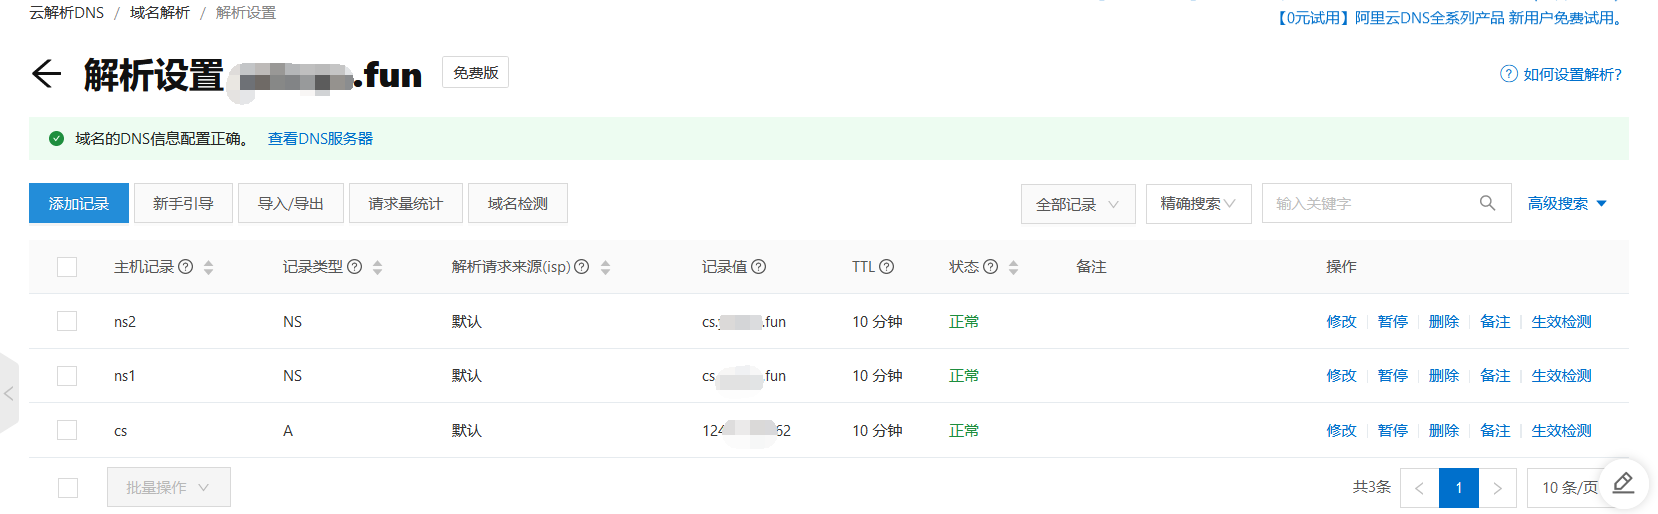 云解析DNS / 域名解析 / 解析设置
【0元试用】阿里云DNS全系列产品 新用户免费试用。
解析设置 .fun 免费版
如何设置解析?
域名的DNS信息配置正确。 查看DNS服务器
添加记录 新手引导 导入/导出 请求量统计 域名检测 全部记录 精确搜索 输入关键字 高级搜索
主机记录 记录类型 解析请求来源(isp) 记录值 TTL 状态 备注 操作
ns2 NS 默认 cs. .fun 10 分钟 正常 修改 暂停 删除 备注 生效检测
ns1 NS 默认 cs .fun 10 分钟 正常 修改 暂停 删除 备注 生效检测
cs A 默认 124 62 10 分钟 正常 修改 暂停 删除 备注 生效检测
批量操作 共3条 1 10 条/页